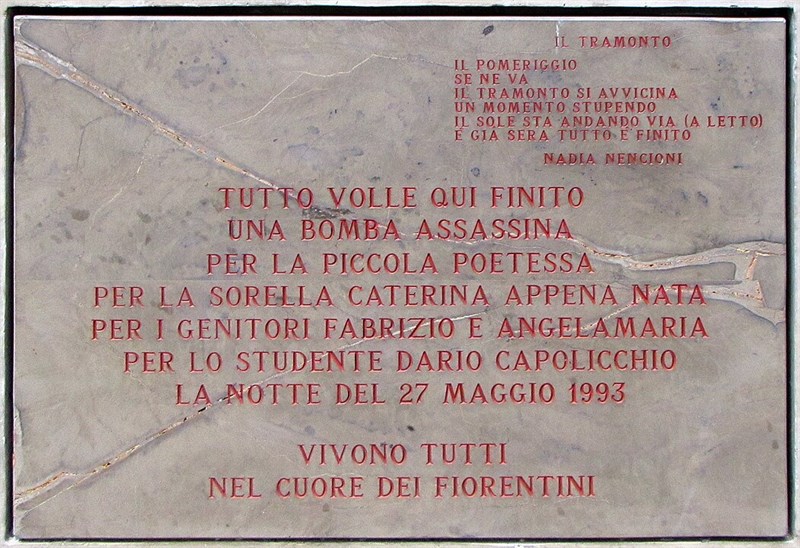 IL TRAMONTO
IL POMERIGGIO
SE NE VA
IL TRAMONTO SI AVVICINA
UN MOMENTO STUPENDO
IL SOLE STA ANDANDO VIA (A LETTO)
È GIÀ SERA TUTTO È FINITO
NADIA NENCIONI
TUTTO VOLLE QUI FINITO
UNA BOMBA ASSASSINA
PER LA PICCOLA POETESSA
PER LA SORELLA CATERINA APPENA NATA
PER I GENITORI FABRIZIO E ANGELAMARIA
PER LO STUDENTE DARIO CAPOLICCHIO
LA NOTTE DEL 27 MAGGIO 1993
VIVONO TUTTI
NEL CUORE DEI FIORENTINI